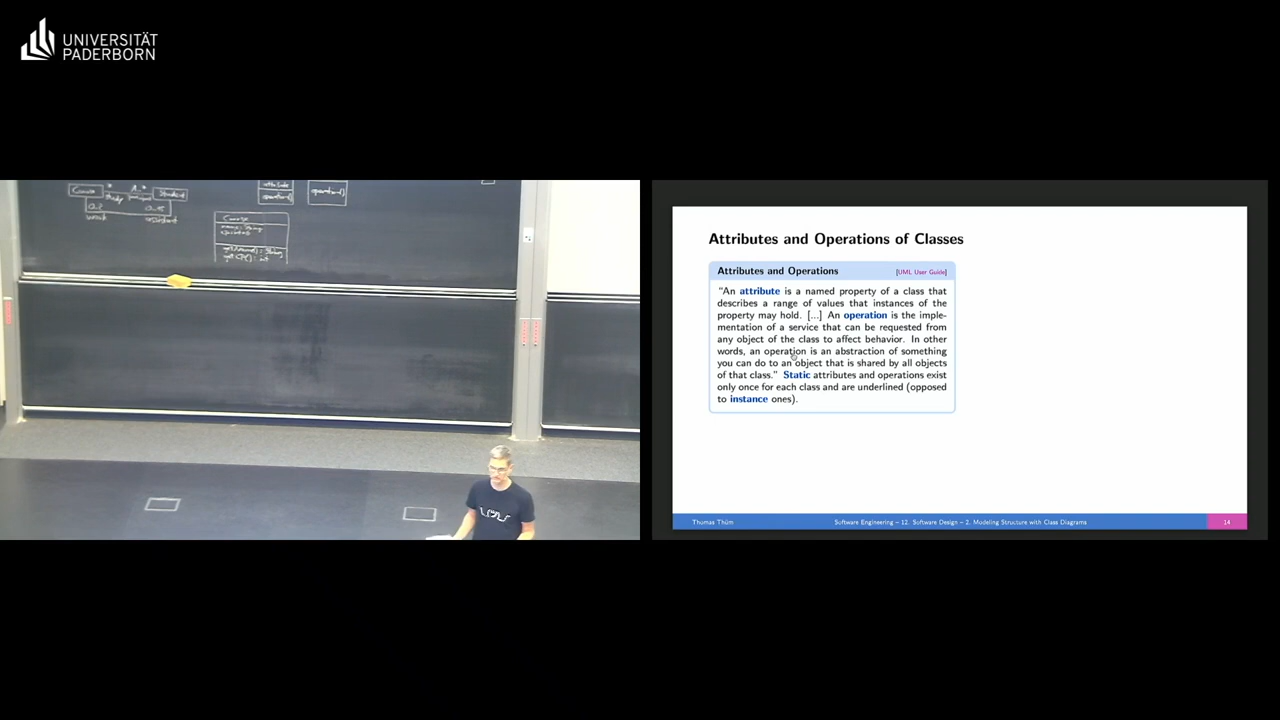 UNIVERSITÄT
PADERBORN
Course
Student
operation()
operation()
Course
Attributes and Operations of Classes
Attributes and Operations [UML User Guide]
“An attribute is a named property of a class that
describes a range of values that instances of the
property may hold. [...] An operation is the imple-
mentation of a service that can be requested from
any object of the class to affect behavior. In other
words, an operation is an abstraction of something
you can do to an object that is shared by all objects
of that class.” Static attributes and operations exist
only once for each class and are underlined (opposed
to instance ones).
Thomas Thüm Software Engineering – 12. Software Design – 2. Modeling Structure with Class Diagrams 14